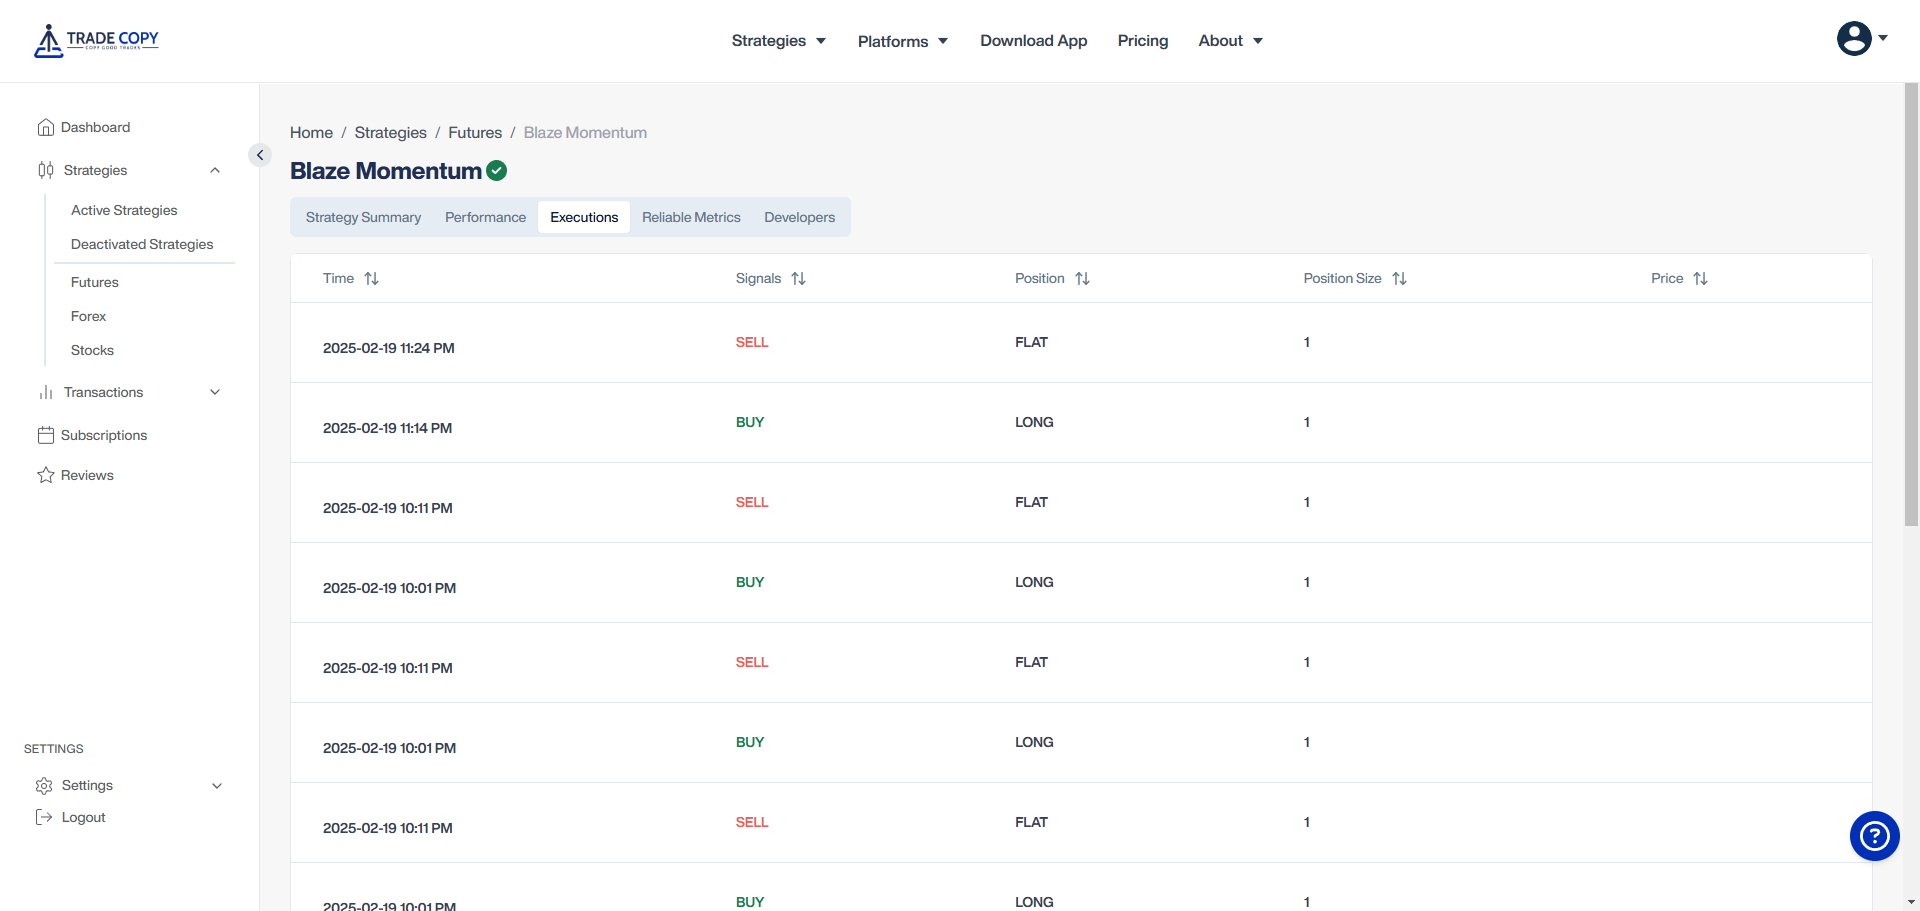 TRADE COPY
COPY GOOD TRADES
Strategies
Platforms
Download App
Pricing
About
Dashboard
Strategies
Active Strategies
Deactivated Strategies
Futures
Forex
Stocks
Transactions
Subscriptions
Reviews
SETTINGS
Settings
Logout
Home / Strategies / Futures / Blaze Momentum
Blaze Momentum
Strategy Summary Performance Executions Reliable Metrics Developers
Time Signals Position Position Size Price
2025-02-19 11:24 PM SELL FLAT 1
2025-02-19 11:14 PM BUY LONG 1
2025-02-19 10:11 PM SELL FLAT 1
2025-02-19 10:01 PM BUY LONG 1
2025-02-19 10:11 PM SELL FLAT 1
2025-02-19 10:01 PM BUY LONG 1
2025-02-19 10:11 PM SELL FLAT 1
2025-02-19 10:01 PM BUY LONG 1
?